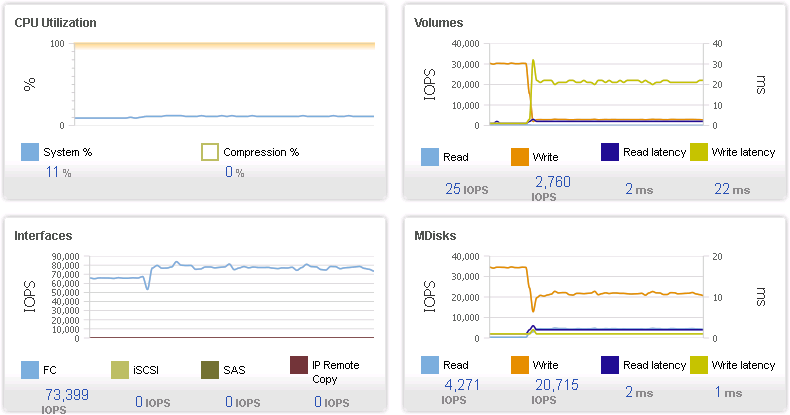 CPU Utilization
100
%
0
System %
Compression %
11 %
0 %
Volumes
40,000
30,000
20,000
10,000
0
IOPS
40
30
20
10
0
ms
Read
Write
Read latency
Write latency
25 IOPS
2,760
IOPS
2 ms
22 ms
Interfaces
90,000
80,000
70,000
60,000
50,000
40,000
30,000
20,000
10,000
0
IOPS
FC
iSCSI
SAS
IP Remote
Copy
73,399
IOPS
0 IOPS
0 IOPS
0 IOPS
MDisks
40,000
30,000
20,000
10,000
0
IOPS
20
10
0
ms
Read
Write
Read latency
Write latency
4,271
IOPS
20,715
IOPS
2 ms
1 ms